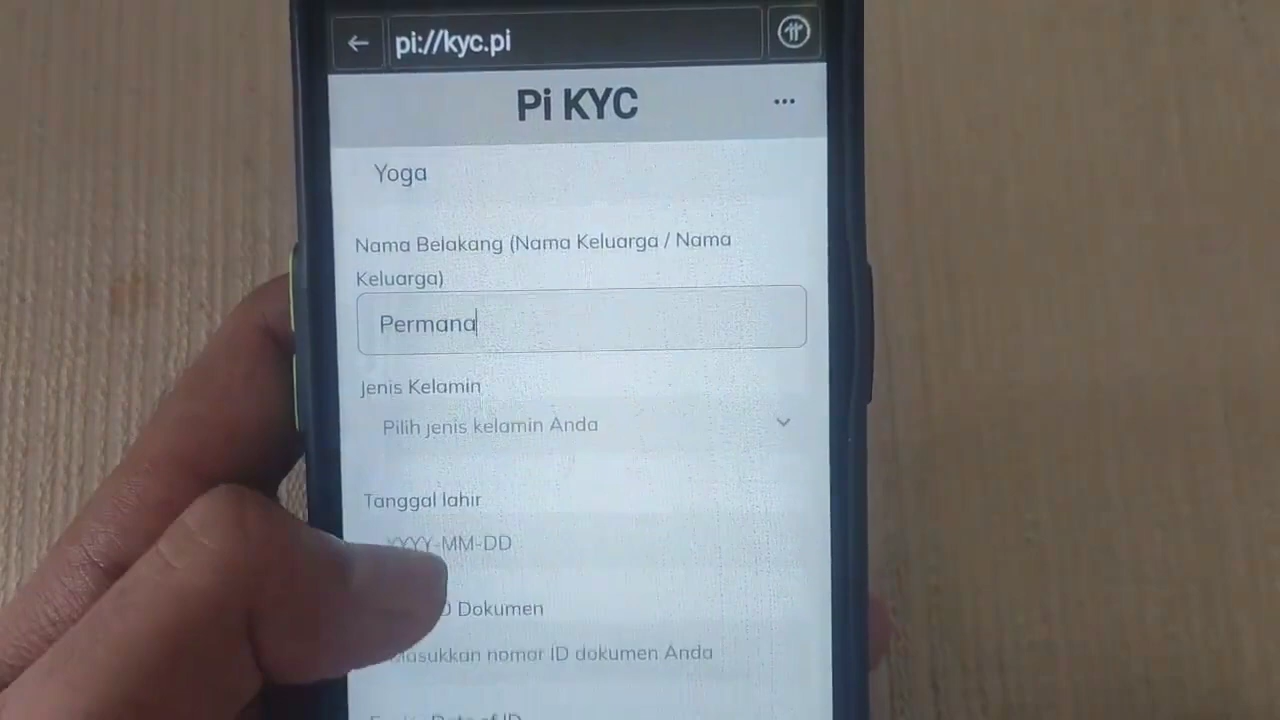 pi://kyc.pi
Pi KYC
Yoga
Nama Belakang (Nama Keluarga / Nama
Keluarga)
Permana
Jenis Kelamin
Pilih jenis kelamin Anda
Tanggal lahir
YYYY-MM-DD
Dokumen
Masukkan nomor ID dokumen Anda